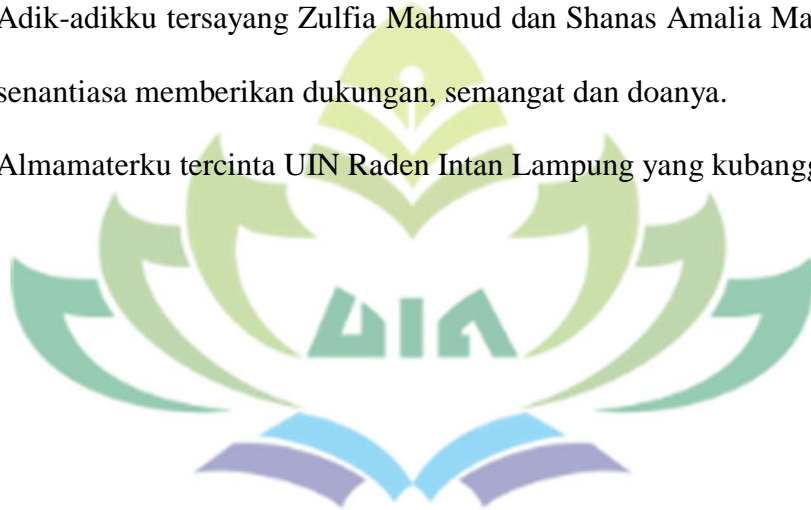 Adik-adikku tersayang Zulfia Mahmud dan Shanas Amalia
senantiasa memberikan dukungan, semangat dan doanya.
Almamaterku tercinta UIN Raden Intan Lampung yang
UIN